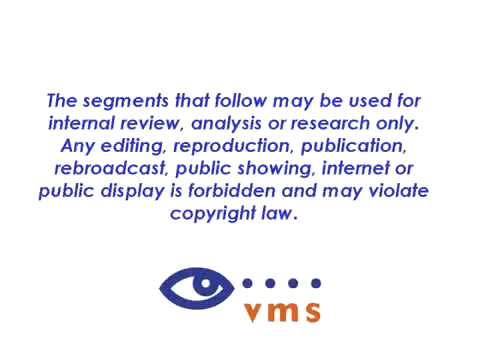 The segments that follow may be used for
internal review, analysis or research only.
Any editing, reproduction, publication,
rebroadcast, public showing, internet or
public display is forbidden and may violate
copyright law.
vms